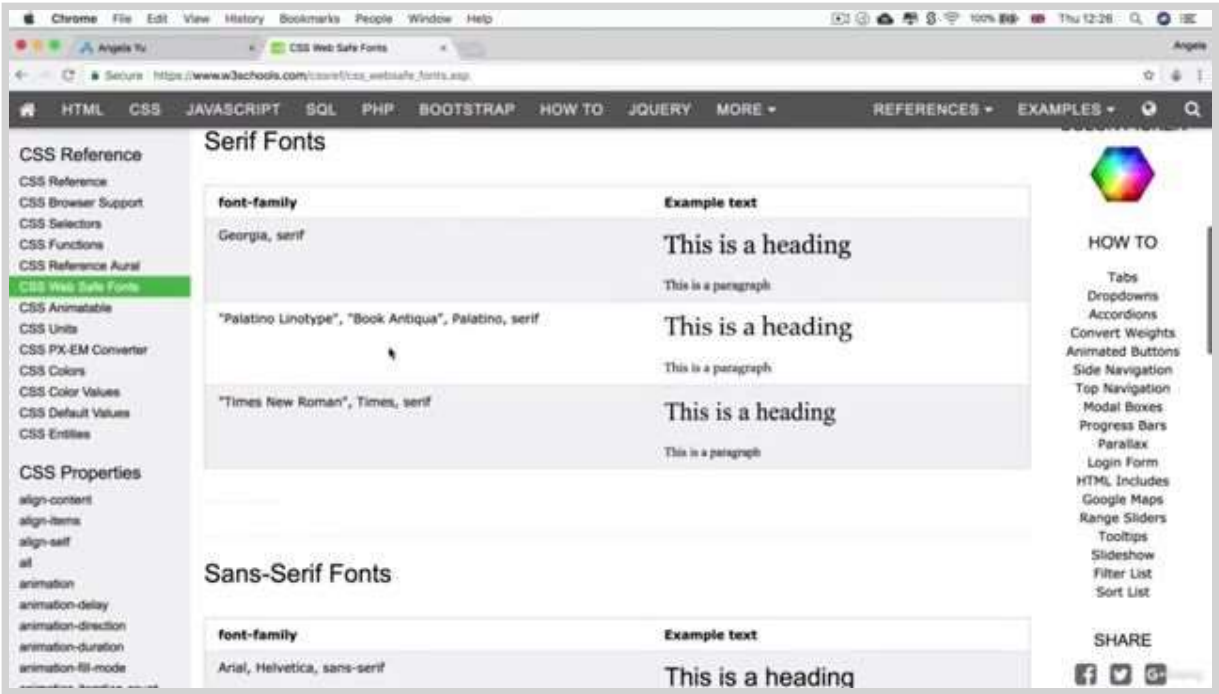 Chrome File Edit View History Bookmarks People Window Help 100% Thu 12:26
Angela Yu CSS Web Safe Fonts Angela
Secure https://www.w3schools.com/cssref/css_websafe_fonts.asp
HTML CSS JAVASCRIPT SQL PHP BOOTSTRAP HOW TO JQUERY MORE REFERENCES EXAMPLES
CSS Reference
CSS Reference
CSS Browser Support
CSS Selectors
CSS Functions
CSS Reference Aural
CSS Web Safe Fonts
CSS Animatable
CSS Units
CSS PX-EM Converter
CSS Colors
CSS Color Values
CSS Default Values
CSS Entities
CSS Properties
align-content
align-items
align-self
all
animation
animation-delay
animation-direction
animation-duration
animation-fill-mode
Serif Fonts
font-family Example text
Georgia, serif
This is a heading
This is a paragraph
"Palatino Linotype", "Book Antiqua", Palatino, serif
This is a heading
This is a paragraph
"Times New Roman", Times, serif
This is a heading
This is a paragraph
Sans-Serif Fonts
font-family Example text
Arial, Helvetica, sans-serif
This is a heading
HOW TO
Tabs
Dropdowns
Accordions
Convert Weights
Animated Buttons
Side Navigation
Top Navigation
Modal Boxes
Progress Bars
Parallax
Login Form
HTML Includes
Google Maps
Range Sliders
Tooltips
Slideshow
Filter List
Sort List
SHARE